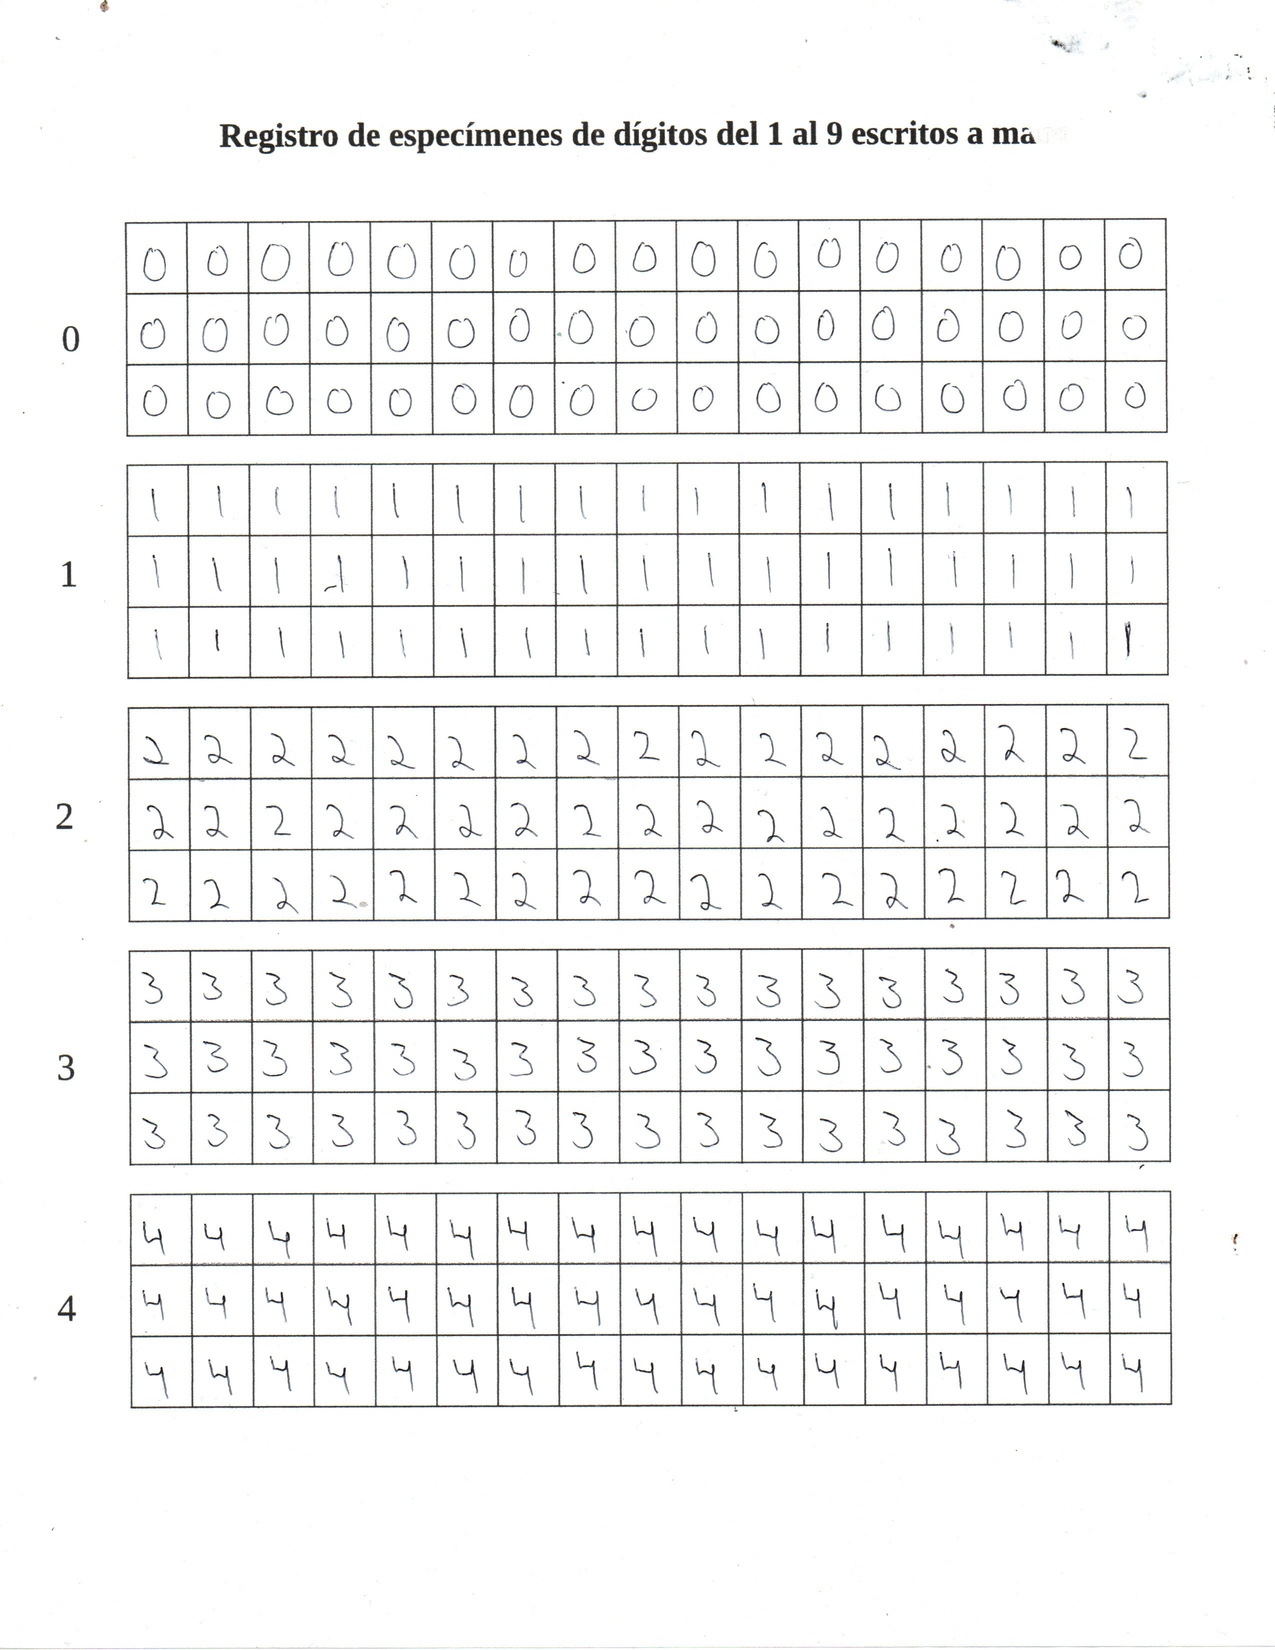 Registro de especímenes de dígitos del 1 al 9 escritos a ma
0 0 0 0 0 0 0 0 0 0 0 0 0 0 0 0 0
0
0 0 0 0 0 0 0 0 0 0 0 0 0 0 0 0 0
0 0 0 0 0 0 0 0 0 0 0 0 0 0 0 0 0
1 1 1 1 1 1 1 1 1 1 1 1 1 1 1 1 1
1
1 1 1 1 1 1 1 1 1 1 1 1 1 1 1 1 1
1 1 1 1 1 1 1 1 1 1 1 1 1 1 1 1 1
2 2 2 2 2 2 2 2 2 2 2 2 2 2 2 2 2
2
2 2 2 2 2 2 2 2 2 2 2 2 2 2 2 2 2
2 2 2 2 2 2 2 2 2 2 2 2 2 2 2 2 2
3 3 3 3 3 3 3 3 3 3 3 3 3 3 3 3 3
3
3 3 3 3 3 3 3 3 3 3 3 3 3 3 3 3 3
3 3 3 3 3 3 3 3 3 3 3 3 3 3 3 3 3
4 4 4 4 4 4 4 4 4 4 4 4 4 4 4 4 4
4
4 4 4 4 4 4 4 4 4 4 4 4 4 4 4 4 4
4 4 4 4 4 4 4 4 4 4 4 4 4 4 4 4 4